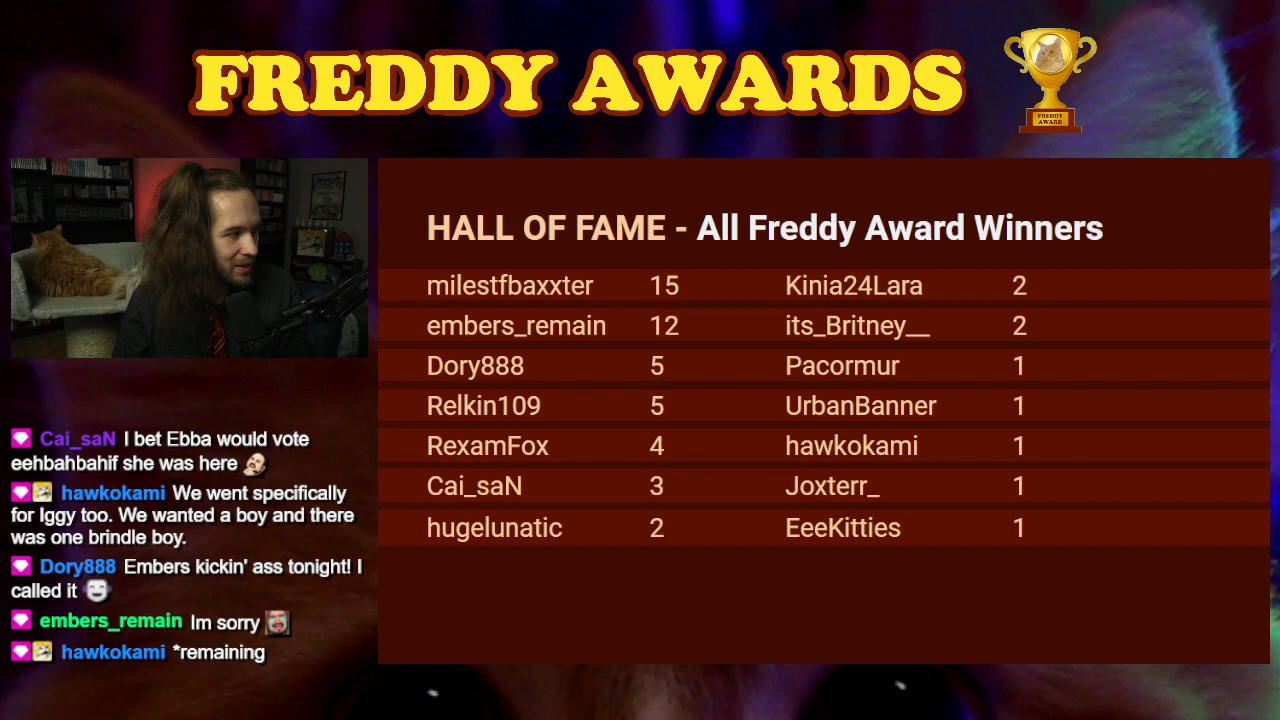 FREDDY AWARDS
FREDDY
AWARD
HALL OF FAME - All Freddy Award Winners
milestfbaxxter 15 Kinia24Lara 2
embers_remain 12 its_Britney__ 2
Dory888 5 Pacormur 1
Relkin109 5 UrbanBanner 1
RexamFox 4 hawkokami 1
Cai_saN 3 Joxterr_ 1
hugelunatic 2 EeeKitties 1
Cai_saN I bet Ebba would vote
eehbahbahif she was here
hawkokami We went specifically
for Iggy too. We wanted a boy and there
was one brindle boy.
Dory888 Embers kickin' ass tonight! I
called it
embers_remain Im sorry
hawkokami *remaining